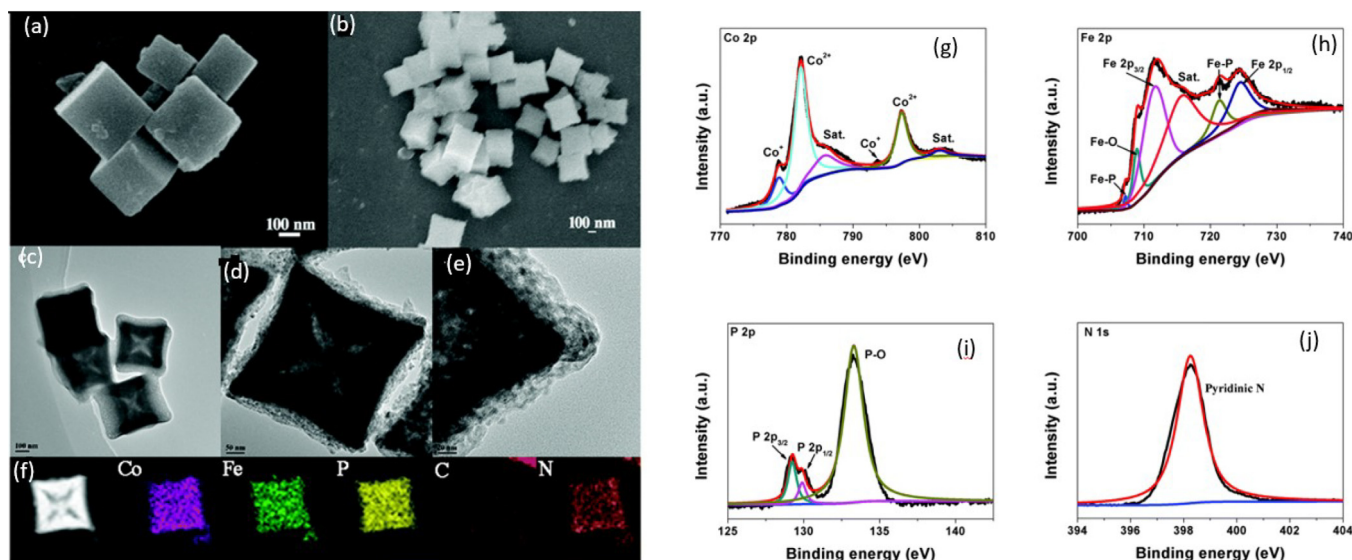 (a)
100 nm
(b)
100 nm
(c)
100 nm
(d)
50 nm
(e)
(f)
Co
Fe
P
C
N
Co 2p
(g)
Co²⁺
Co²⁺
Sat.
Co⁺
Co⁺
Sat.
Intensity (a.u.)
770 780 790 800 810
Binding energy (eV)
Fe 2p
(h)
Fe 2p3/2
Sat.
Fe-P
Fe 2p1/2
Fe-O
Fe-P
Intensity (a.u.)
700 710 720 730 740
Binding energy (eV)
P 2p
(i)
P-O
P 2p3/2
P 2p1/2
Intensity (a.u.)
125 130 135 140
Binding energy (eV)
N 1s
(j)
Pyridinic N
Intensity (a.u.)
394 396 398 400 402 404
Binding energy (eV)